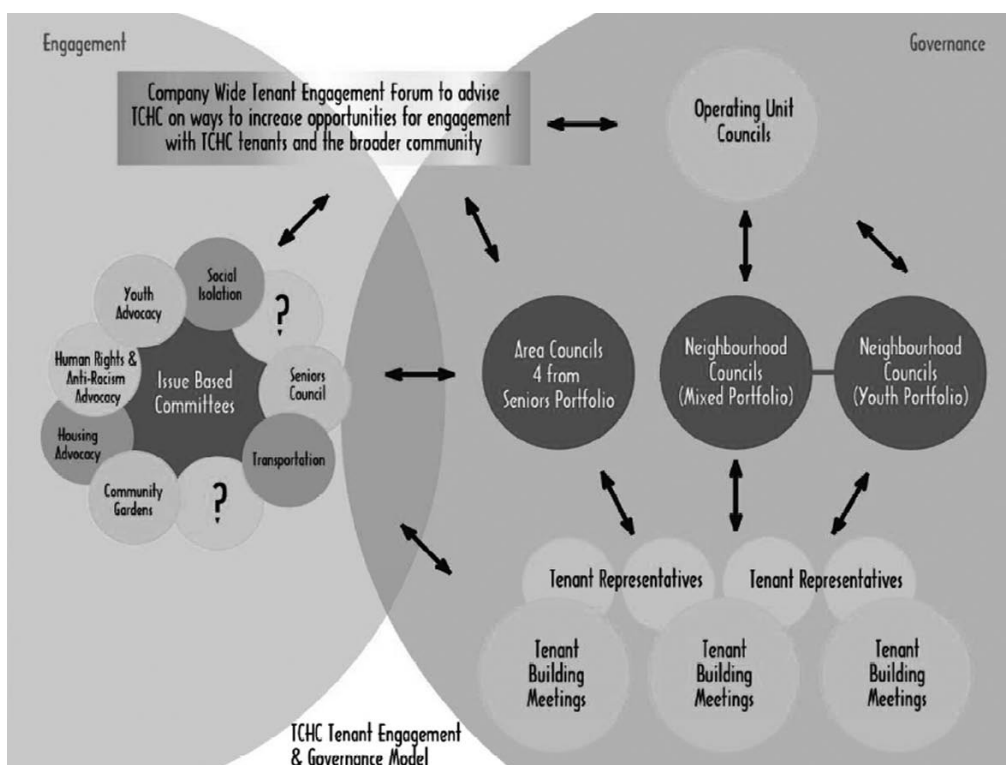 Engagement
Governance
Company Wide Tenant Engagement Forum to advise
TCHC on ways to increase opportunities for engagement
with TCHC tenants and the broader community
Operating Unit
Councils
Social
Isolation
?
Youth
Advocacy
Human Rights &
Anti-Racism
Advocacy
Issue Based
Committees
Seniors
Council
Housing
Advocacy
Transportation
Community
Gardens
?
Area Councils
4 from
Seniors Portfolio
Neighbourhood
Councils
(Mixed Portfolio)
Neighbourhood
Councils
(Youth Portfolio)
Tenant Representatives
Tenant Representatives
Tenant
Building
Meetings
Tenant
Building
Meetings
Tenant
Building
Meetings
TCHC Tenant Engagement
& Governance Model